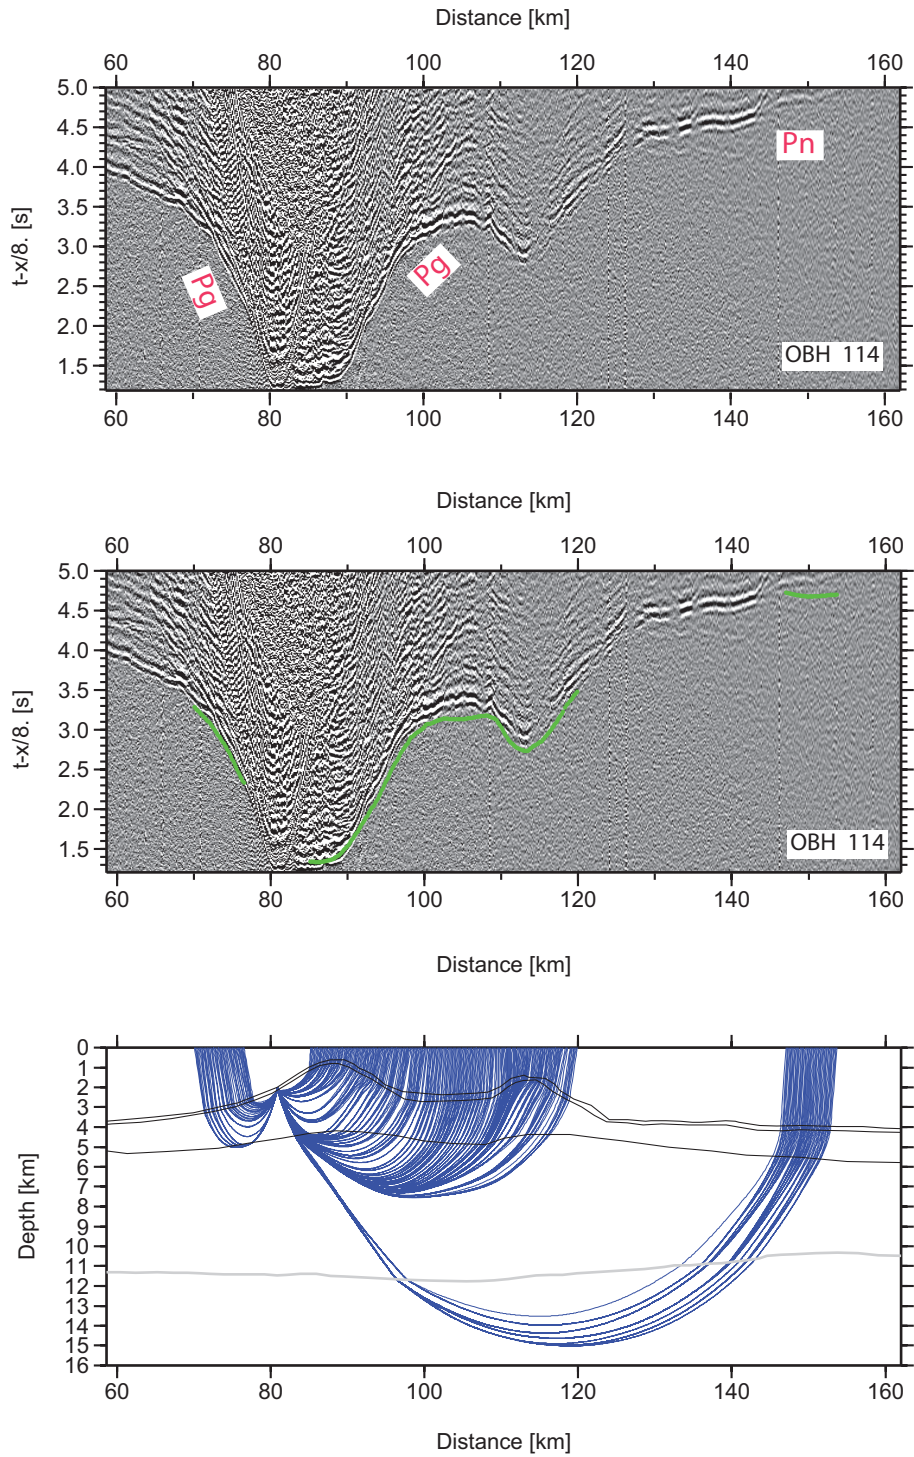 Distance [km]
60 80 100 120 140 160
5.0
4.5
4.0
3.5
3.0
2.5
2.0
1.5
t-x/8. [s]
Pg
Pg
Pn
OBH 114
60 80 100 120 140 160
Distance [km]
60 80 100 120 140 160
5.0
4.5
4.0
3.5
3.0
2.5
2.0
1.5
t-x/8. [s]
OBH 114
60 80 100 120 140 160
Distance [km]
0
1
2
3
4
5
6
7
8
9
10
11
12
13
14
15
16
Depth [km]
60 80 100 120 140 160
Distance [km]